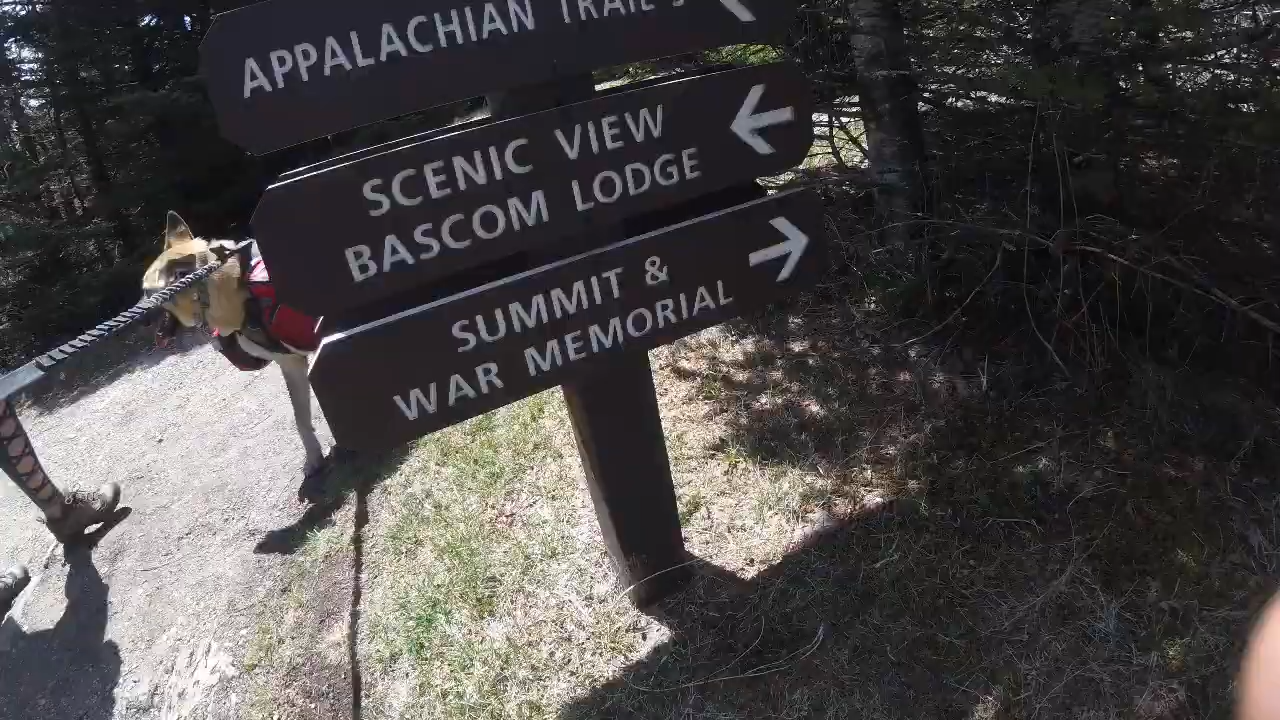 APPALACHIAN TRAIL S
SCENIC VIEW
BASCOM LODGE
SUMMIT &
WAR MEMORIAL